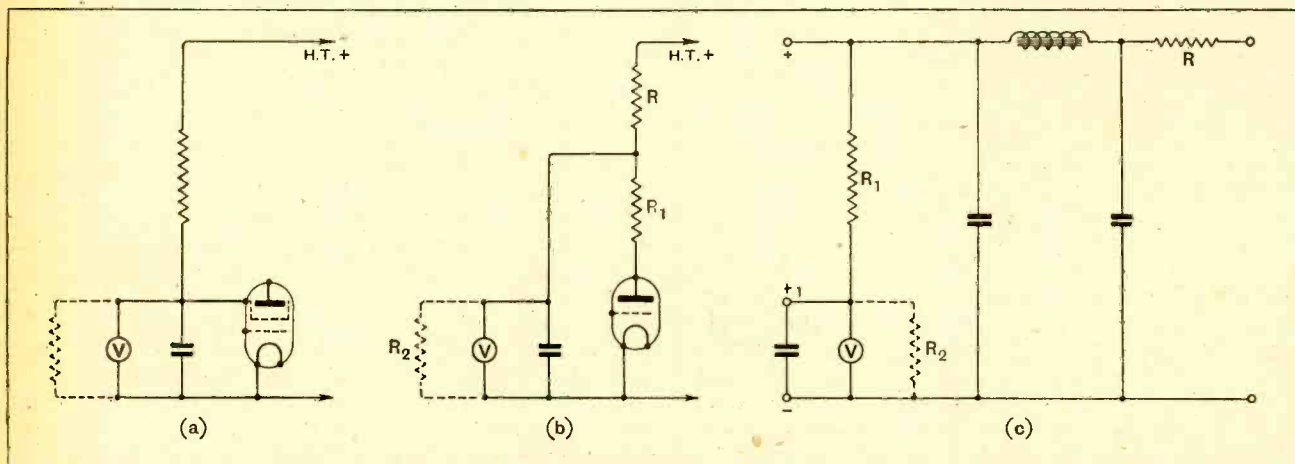 H.T.+
H.T.+
+
R
R
R1
R1
R2
V
V
+1
V
R2
−
(a)
(b)
(c)